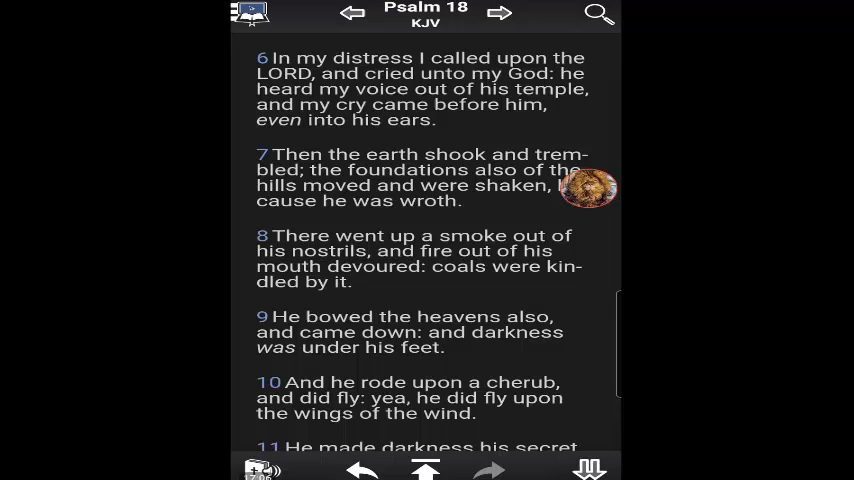 Psalm 18
KJV
6 In my distress I called upon the
LORD, and cried unto my God: he
heard my voice out of his temple,
and my cry came before him,
even into his ears.
7 Then the earth shook and trem-
bled; the foundations also of the
hills moved and were shaken,
cause he was wroth.
8 There went up a smoke out of
his nostrils, and fire out of his
mouth devoured: coals were kin-
dled by it.
9 He bowed the heavens also,
and came down: and darkness
was under his feet.
10 And he rode upon a cherub,
and did fly: yea, he did fly upon
the wings of the wind.
11 He made darkness his secret
17:06